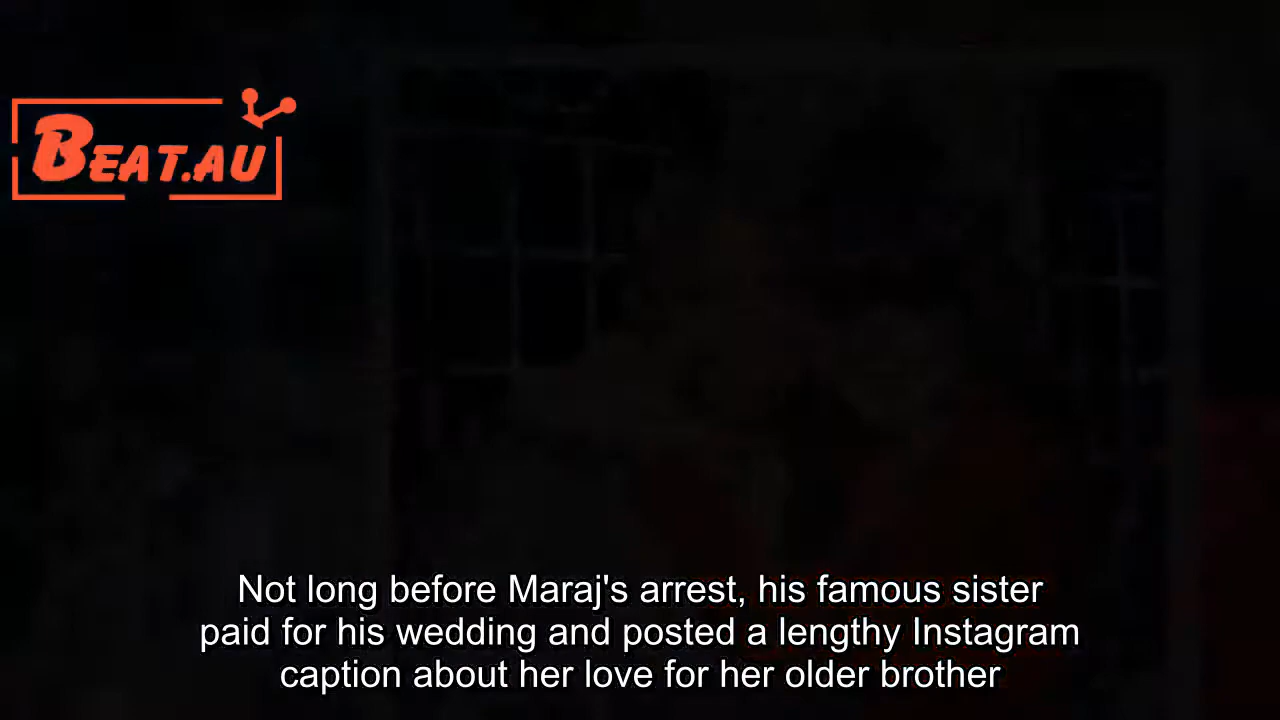 BEAT.AU
Not long before Maraj's arrest, his famous sister
paid for his wedding and posted a lengthy Instagram
caption about her love for her older brother